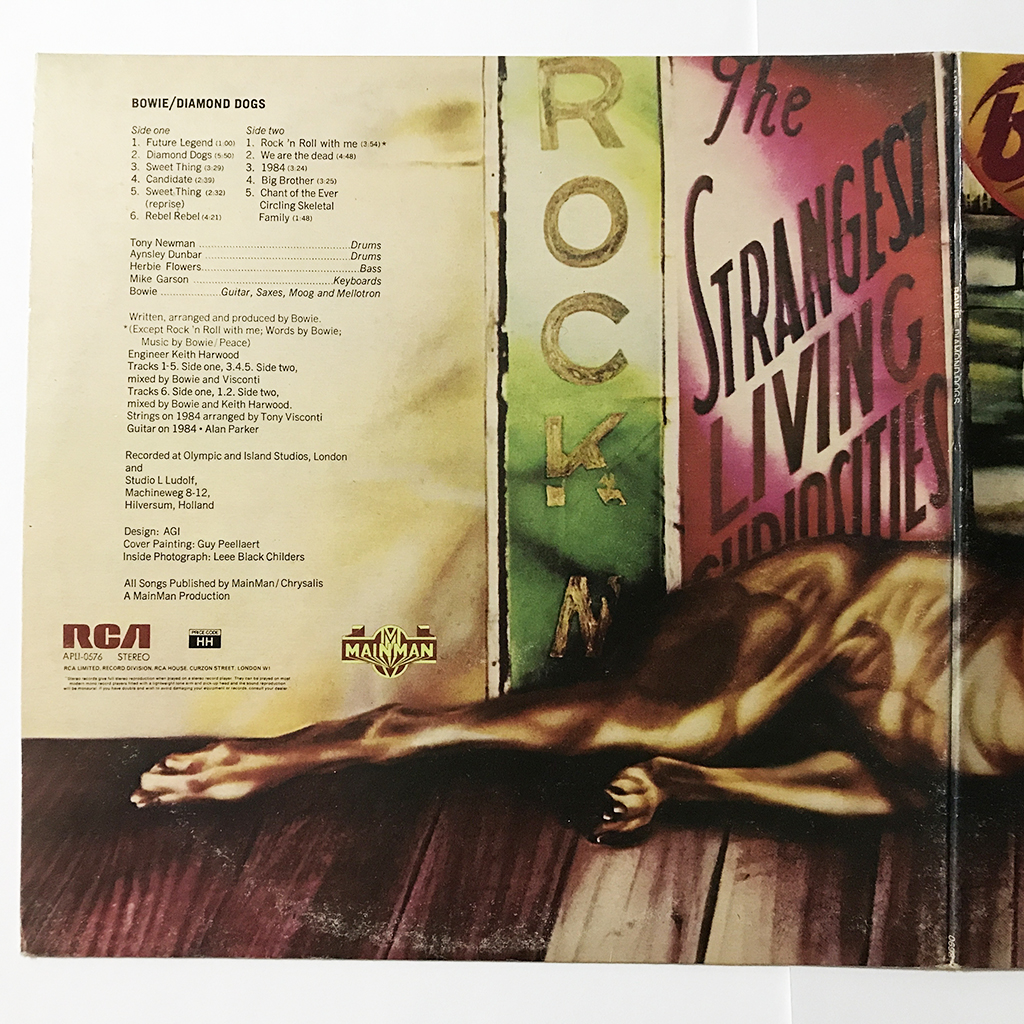 BOWIE/DIAMOND DOGS
Side one
1. Future Legend (1:00)
2. Diamond Dogs (5:50)
3. Sweet Thing (3:29)
4. Candidate (2:39)
5. Sweet Thing (2:32)
(reprise)
6. Rebel Rebel (4:21)
Side two
1. Rock 'n Roll with me (3:54)*
2. We are the dead (4:48)
3. 1984 (3:24)
4. Big Brother (3:25)
5. Chant of the Ever
Circling Skeletal
Family (1:48)
Tony Newman ... Drums
Aynsley Dunbar ... Drums
Herbie Flowers ... Bass
Mike Garson ... Keyboards
Bowie ... Guitar, Saxes, Moog and Mellotron
Written, arranged and produced by Bowie.
*(Except Rock 'n Roll with me; Words by Bowie;
Music by Bowie/Peace)
Engineer Keith Harwood
Tracks 1-5. Side one, 3.4.5. Side two,
mixed by Bowie and Visconti
Tracks 6. Side one, 1.2. Side two,
mixed by Bowie and Keith Harwood.
Strings on 1984 arranged by Tony Visconti
Guitar on 1984 • Alan Parker
Recorded at Olympic and Island Studios, London
and
Studio L Ludolf,
Machineweg 8-12,
Hilversum, Holland
Design: AGI
Cover Painting: Guy Peellaert
Inside Photograph: Leee Black Childers
All Songs Published by MainMan/Chrysalis
A MainMan Production
RCA
APLI-0576 STEREO
PRICE CODE
HH
M
MAINMAN
RCA LIMITED, RECORD DIVISION: RCA HOUSE, CURZON STREET, LONDON W1
ROCK N
The
STRANGEST
LIVING
CURIOSITIES
BOWIE DIAMOND DOGS